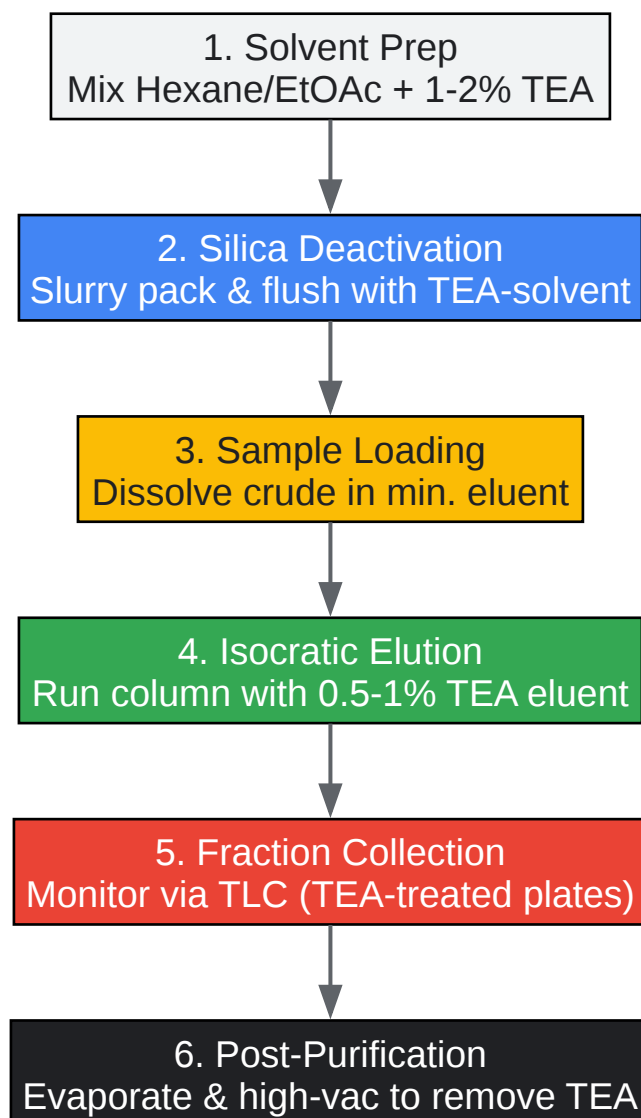 1. Solvent Prep
Mix Hexane/EtOAc + 1-2% TEA
2. Silica Deactivation
Slurry pack & flush with TEA-solvent
3. Sample Loading
Dissolve crude in min. eluent
4. Isocratic Elution
Run column with 0.5-1% TEA eluent
5. Fraction Collection
Monitor via TLC (TEA-treated plates)
6. Post-Purification
Evaporate & high-vac to remove TEA